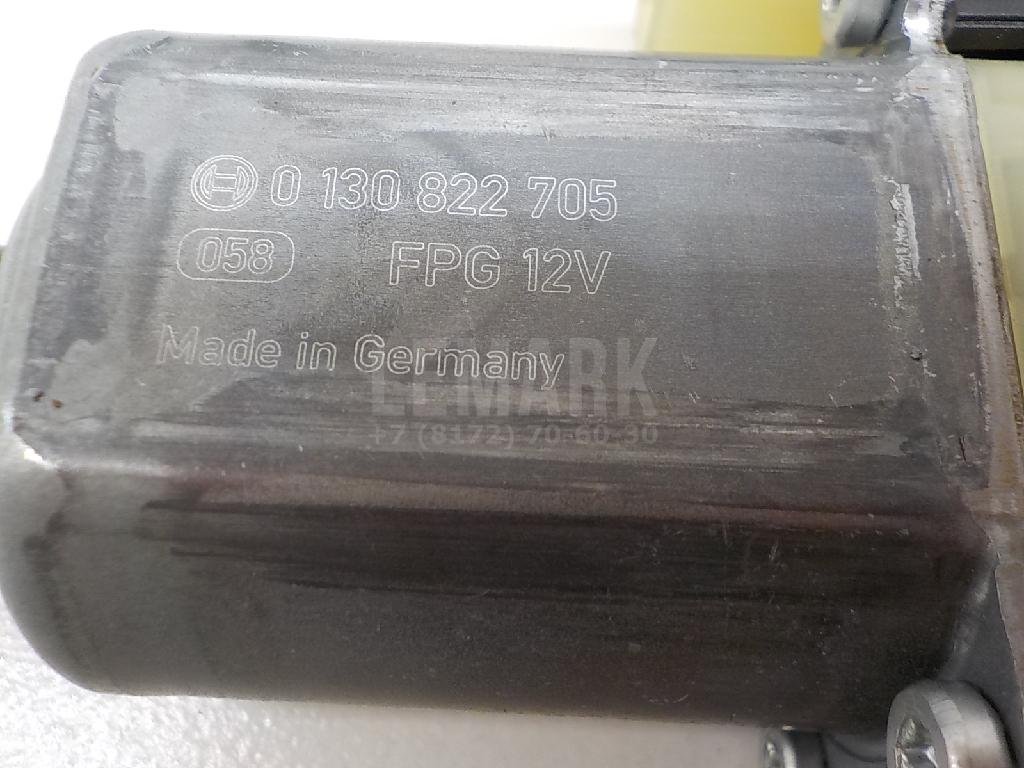 0 130 822 705
058 FPG 12V
Made in Germany
LEMARK
+7 (8172) 70-60-30